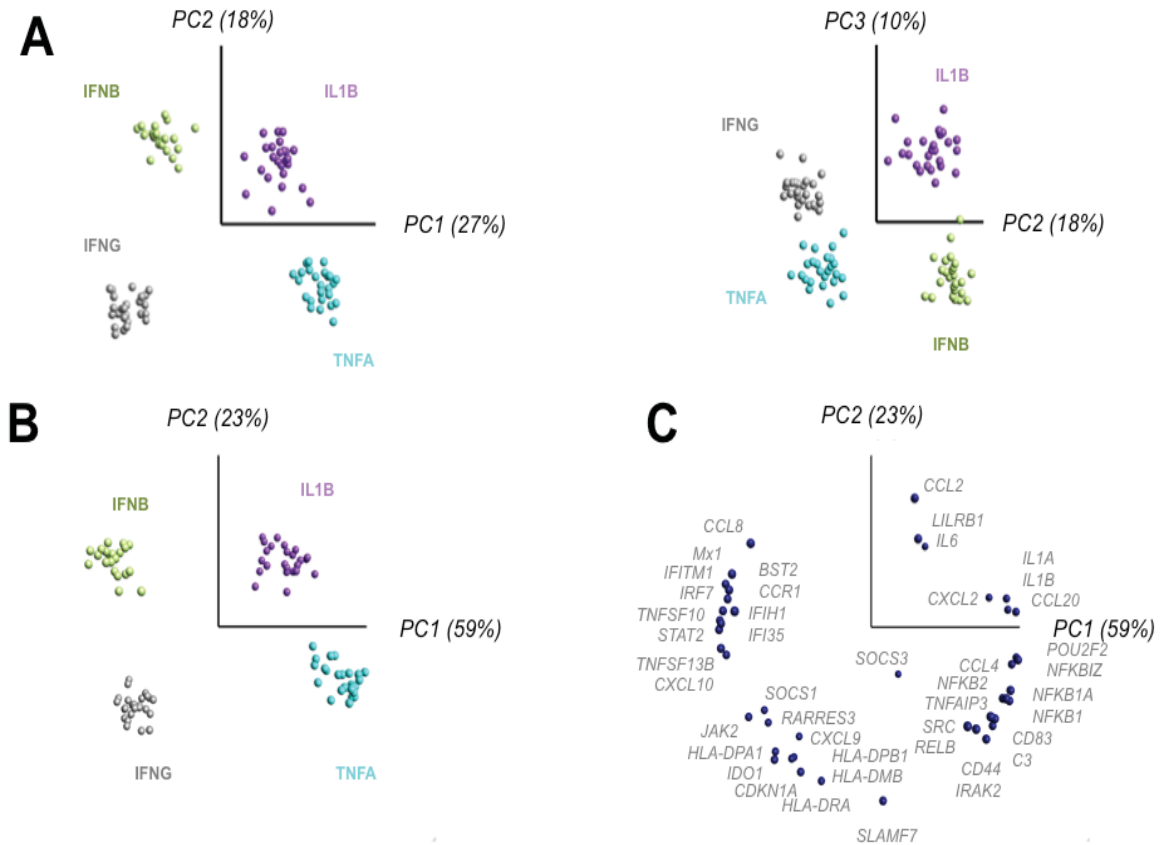 A
PC2 (18%)
IFNB
IL1B
PC1 (27%)
IFNG
TNFA
PC3 (10%)
IL1B
IFNG
PC2 (18%)
TNFA
IFNB
B
PC2 (23%)
IFNB
IL1B
PC1 (59%)
IFNG
TNFA
C
PC2 (23%)
CCL2
CCL8
LILRB1
IL6
Mx1
BST2
IFITM1
CCR1
IRF7
IL1A
IL1B
CXCL2
CCL20
TNFSF10
IFIH1
STAT2
IFI35
PC1 (59%)
TNFSF13B
CXCL10
SOCS3
POU2F2
CCL4
NFKBIZ
NFKB2
NFKB1A
TNFAIP3
NFKB1
SOCS1
RARRES3
JAK2
CXCL9
SRC
CD83
RELB
C3
HLA-DPA1
HLA-DPB1
IDO1
HLA-DMB
CD44
CDKN1A
IRAK2
HLA-DRA
SLAMF7